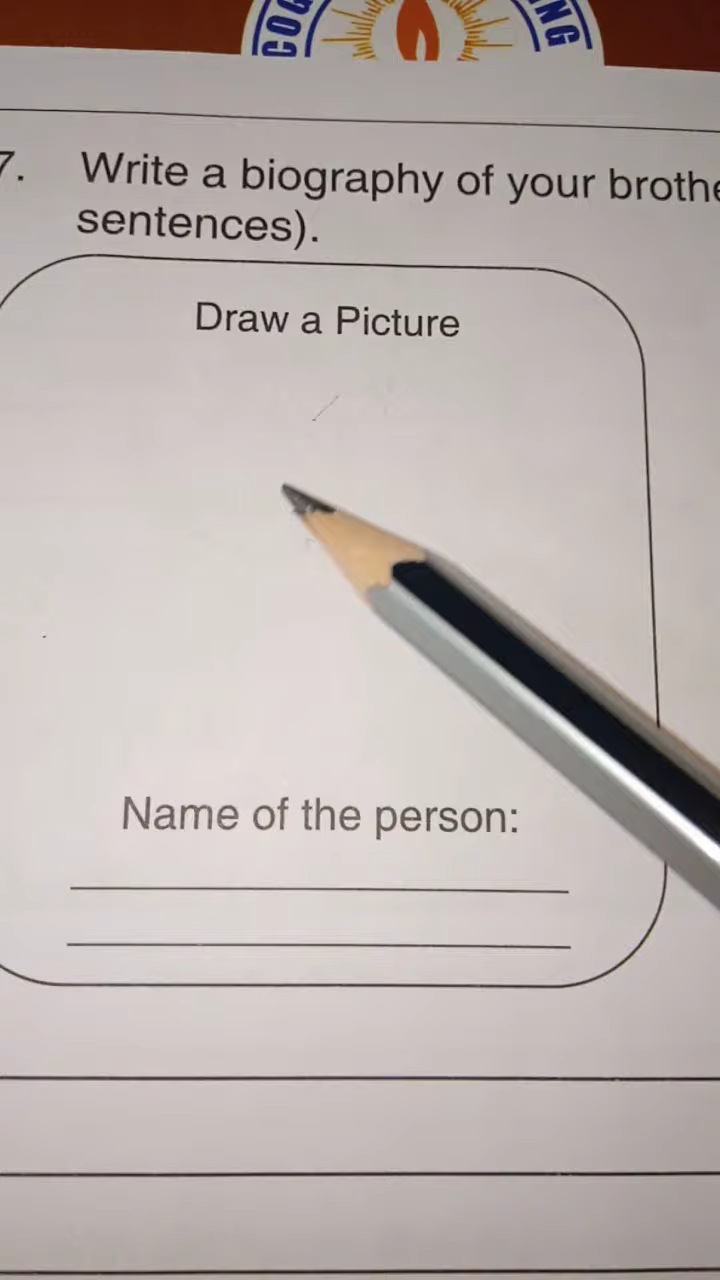 7. Write a biography of your brothe
sentences).
Draw a Picture
Name of the person: